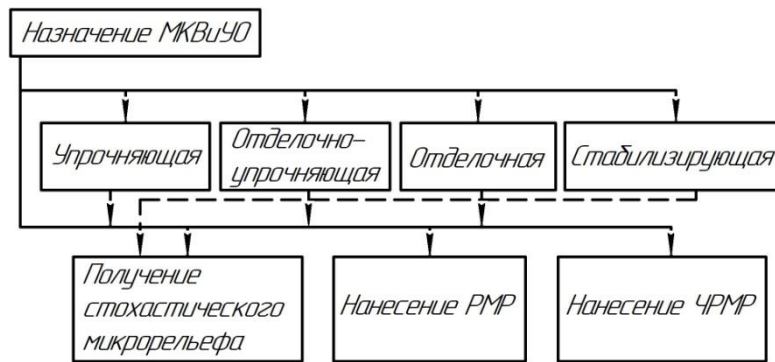 Назначение МКВиУО
Упрочняющая
Отделочно-
упрочняющая
Отделочная
Стабилизирующая
Получение
стохастического
микрорельефа
Нанесение РМР
Нанесение ЧРМР